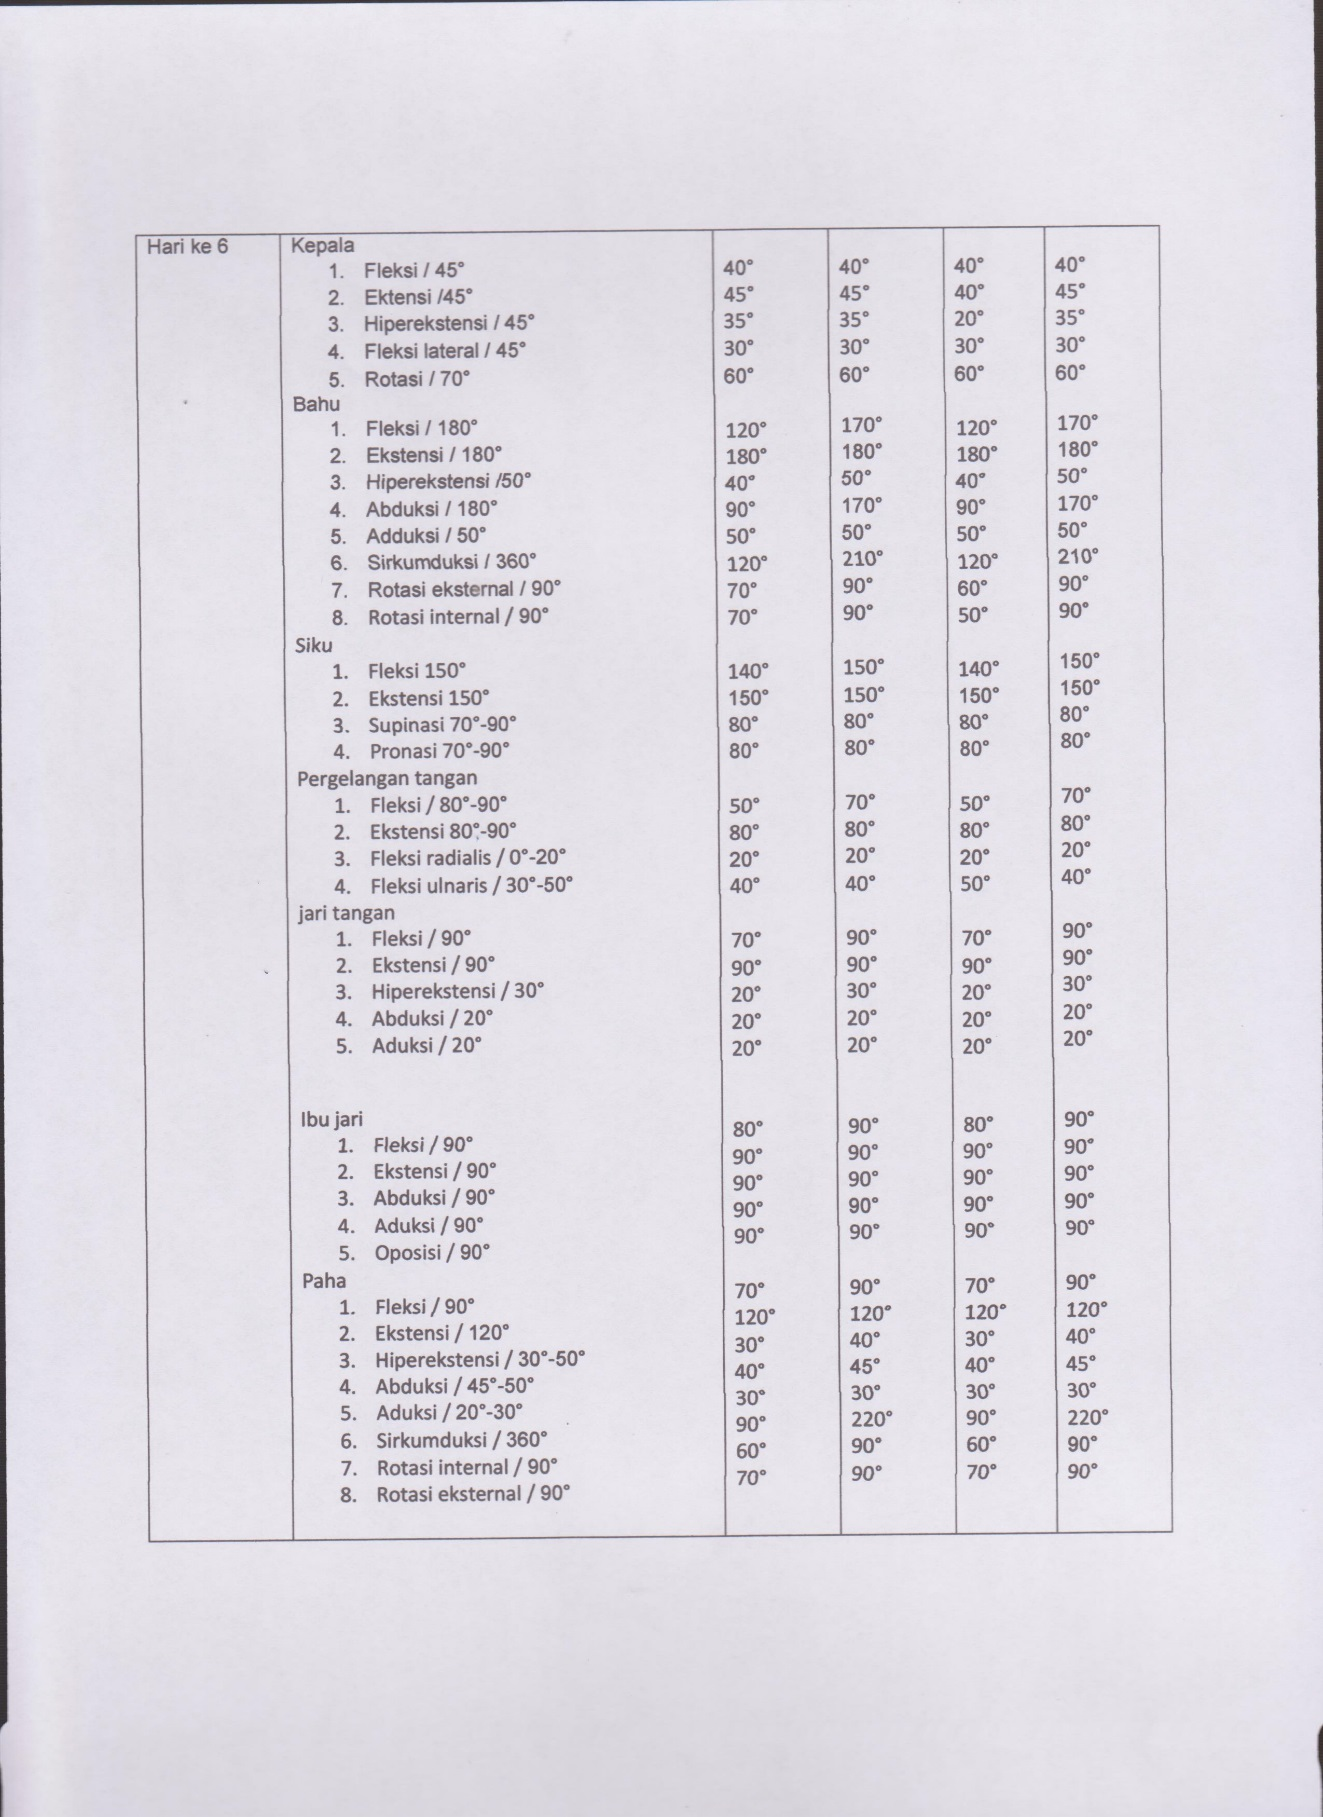 Hari ke 6 Kepala
1. Fleksi / 45° 40° 40° 40° 40°
2. Ektensi /45° 45° 45° 40° 45°
3. Hiperekstensi / 45° 35° 35° 20° 35°
4. Fleksi lateral / 45° 30° 30° 30° 30°
5. Rotasi / 70° 60° 60° 60° 60°
Bahu
1. Fleksi / 180° 120° 170° 120° 170°
2. Ekstensi / 180° 180° 180° 180° 180°
3. Hiperekstensi /50° 40° 50° 40° 50°
4. Abduksi / 180° 90° 170° 90° 170°
5. Adduksi / 50° 50° 50° 50° 50°
6. Sirkumduksi / 360° 120° 210° 120° 210°
7. Rotasi eksternal / 90° 70° 90° 60° 90°
8. Rotasi internal / 90° 70° 90° 50° 90°
Siku
1. Fleksi 150° 140° 150° 140° 150°
2. Ekstensi 150° 150° 150° 150° 150°
3. Supinasi 70°-90° 80° 80° 80° 80°
4. Pronasi 70°-90° 80° 80° 80° 80°
Pergelangan tangan
1. Fleksi / 80°-90° 50° 70° 50° 70°
2. Ekstensi 80°-90° 80° 80° 80° 80°
3. Fleksi radialis / 0°-20° 20° 20° 20° 20°
4. Fleksi ulnaris / 30°-50° 40° 40° 50° 40°
jari tangan
1. Fleksi / 90° 70° 90° 70° 90°
2. Ekstensi / 90° 90° 90° 90° 90°
3. Hiperekstensi / 30° 20° 30° 20° 30°
4. Abduksi / 20° 20° 20° 20° 20°
5. Aduksi / 20° 20° 20° 20° 20°
Ibu jari 80° 90° 80° 90°
1. Fleksi / 90° 90° 90° 90° 90°
2. Ekstensi / 90° 90° 90° 90° 90°
3. Abduksi / 90° 90° 90° 90° 90°
4. Aduksi / 90° 90° 90° 90° 90°
5. Oposisi / 90°
Paha 70° 90° 70° 90°
1. Fleksi / 90° 120° 120° 120° 120°
2. Ekstensi / 120° 30° 40° 30° 40°
3. Hiperekstensi / 30°-50° 40° 45° 40° 45°
4. Abduksi / 45°-50° 30° 30° 30° 30°
5. Aduksi / 20°-30° 90° 220° 90° 220°
6. Sirkumduksi / 360° 60° 90° 60° 90°
7. Rotasi internal / 90° 70° 90° 70° 90°
8. Rotasi eksternal / 90°